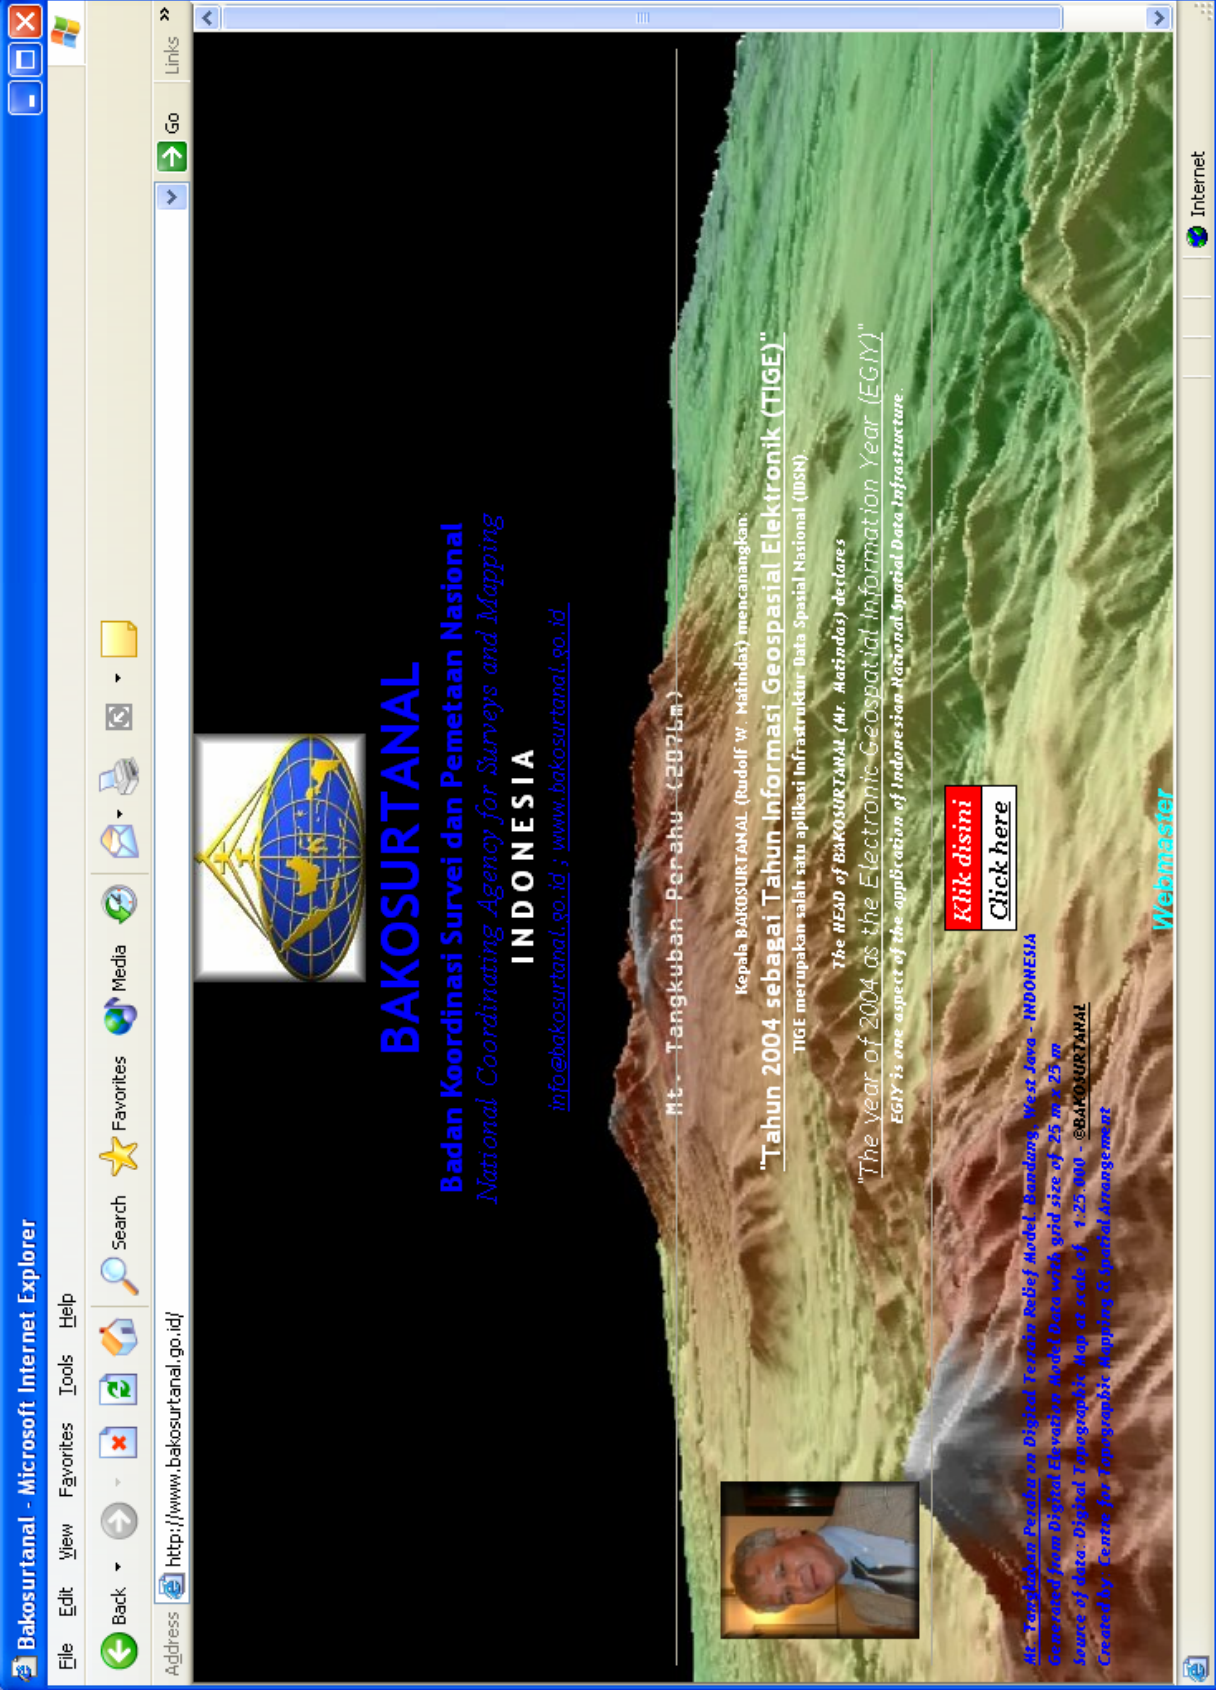 Bakosurtanal - Microsoft Internet Explorer
File Edit View Favorites Tools Help
Back Search Favorites Media
Address http://www.bakosurtanal.go.id/ Go Links »
BAKOSURTANAL
Badan Koordinasi Survei dan Pemetaan Nasional
National Coordinating Agency for Surveys and Mapping
INDONESIA
info@bakosurtanal.go.id ; www.bakosurtanal.go.id
Mt. Tangkuban Perahu (2076m)
Kepala BAKOSURTANAL (Rudolf W. Matindas) mencanangkan:
"Tahun 2004 sebagai Tahun Informasi Geospasial Elektronik (TIGE)"
TIGE merupakan salah satu aplikasi Infrastruktur Data Spasial Nasional (IDSN)
The HEAD of BAKOSURTANAL (Mr. Matindas) declares
"The year of 2004 as the Electronic Geospatial Information Year (EGIY)"
EGIY is one aspect of the application of Indonesian National Spatial Data Infrastructure.
Klik disini
Click here
Mt. Tangkuban Perahu on Digital Terrain Relief Model, Bandung, West Java - INDONESIA
Generated from Digital Elevation Model Data with grid size of 25 m x 25 m
Source of data: Digital Topographic Map at scale of 1:25.000 - ©BAKOSURTANAL
Created by: Centre for Topographic Mapping & Spatial Arrangement
Webmaster
Internet